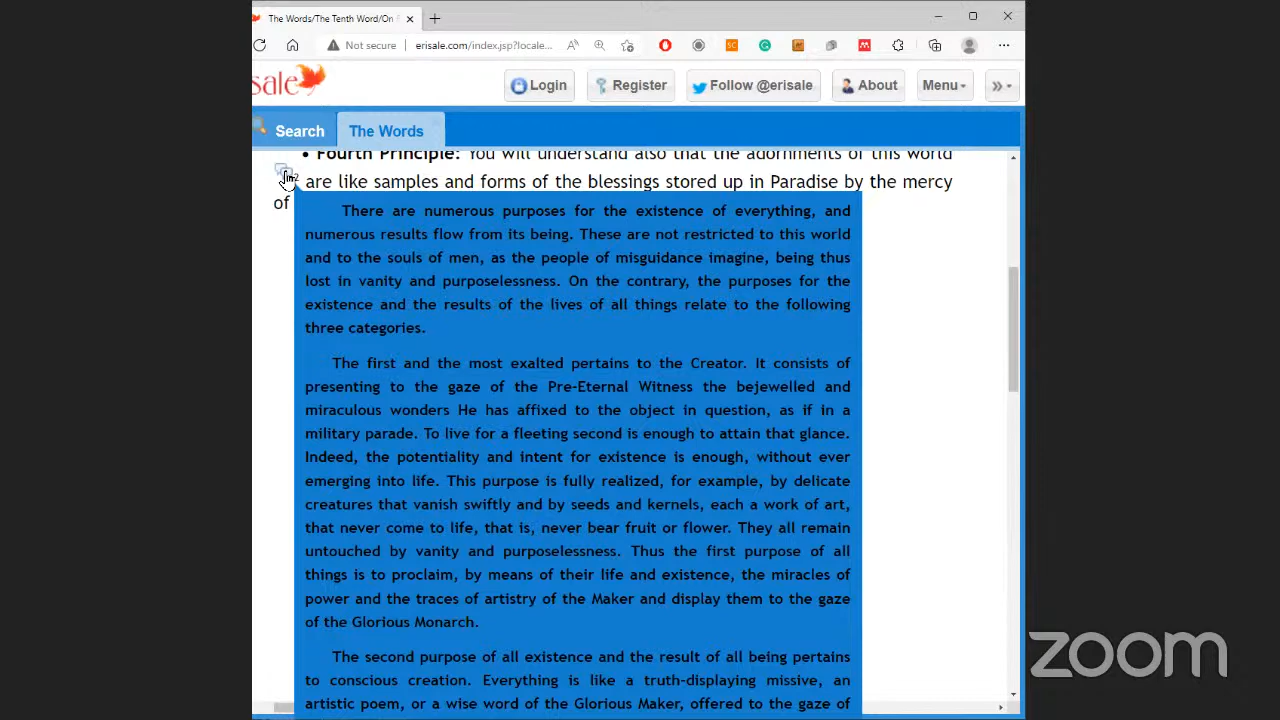 The Words/The Tenth Word/On
Not secure erisale.com/index.jsp?locale...
sale Login Register Follow @erisale About Menu
Search The Words
• Fourth Principle: You will understand also that the adornments of this world
are like samples and forms of the blessings stored up in Paradise by the mercy
of
There are numerous purposes for the existence of everything, and
numerous results flow from its being. These are not restricted to this world
and to the souls of men, as the people of misguidance imagine, being thus
lost in vanity and purposelessness. On the contrary, the purposes for the
existence and the results of the lives of all things relate to the following
three categories.
The first and the most exalted pertains to the Creator. It consists of
presenting to the gaze of the Pre-Eternal Witness the bejewelled and
miraculous wonders He has affixed to the object in question, as if in a
military parade. To live for a fleeting second is enough to attain that glance.
Indeed, the potentiality and intent for existence is enough, without ever
emerging into life. This purpose is fully realized, for example, by delicate
creatures that vanish swiftly and by seeds and kernels, each a work of art,
that never come to life, that is, never bear fruit or flower. They all remain
untouched by vanity and purposelessness. Thus the first purpose of all
things is to proclaim, by means of their life and existence, the miracles of
power and the traces of artistry of the Maker and display them to the gaze
of the Glorious Monarch.
The second purpose of all existence and the result of all being pertains
to conscious creation. Everything is like a truth-displaying missive, an
artistic poem, or a wise word of the Glorious Maker, offered to the gaze of
zoom